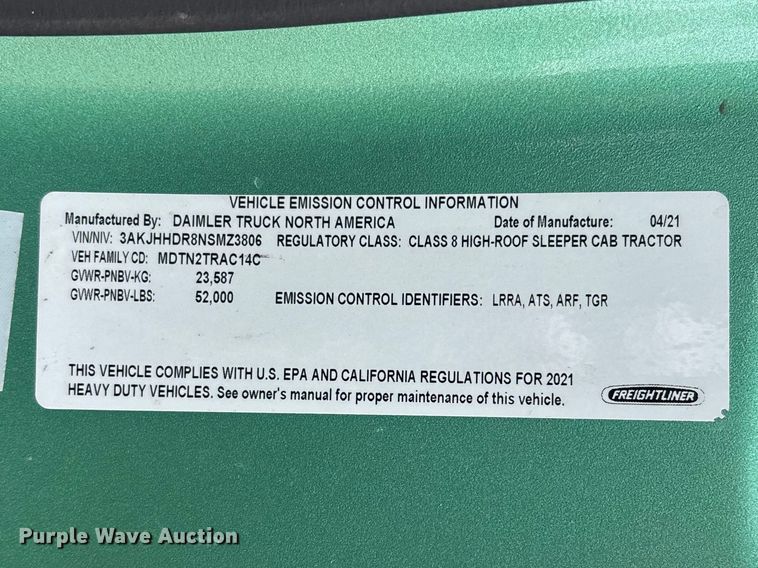 VEHICLE EMISSION CONTROL INFORMATION
Manufactured By: DAIMLER TRUCK NORTH AMERICA Date of Manufacture: 04/21
VIN/NIV: 3AKJHHDR8NSMZ3806 REGULATORY CLASS: CLASS 8 HIGH-ROOF SLEEPER CAB TRACTOR
VEH FAMILY CD: MDTN2TRAC14C
GVWR-PNBV-KG: 23,587
GVWR-PNBV-LBS: 52,000 EMISSION CONTROL IDENTIFIERS: LRRA, ATS, ARF, TGR
THIS VEHICLE COMPLIES WITH U.S. EPA AND CALIFORNIA REGULATIONS FOR 2021
HEAVY DUTY VEHICLES. See owner's manual for proper maintenance of this vehicle.
FREIGHTLINER
Purple Wave Auction